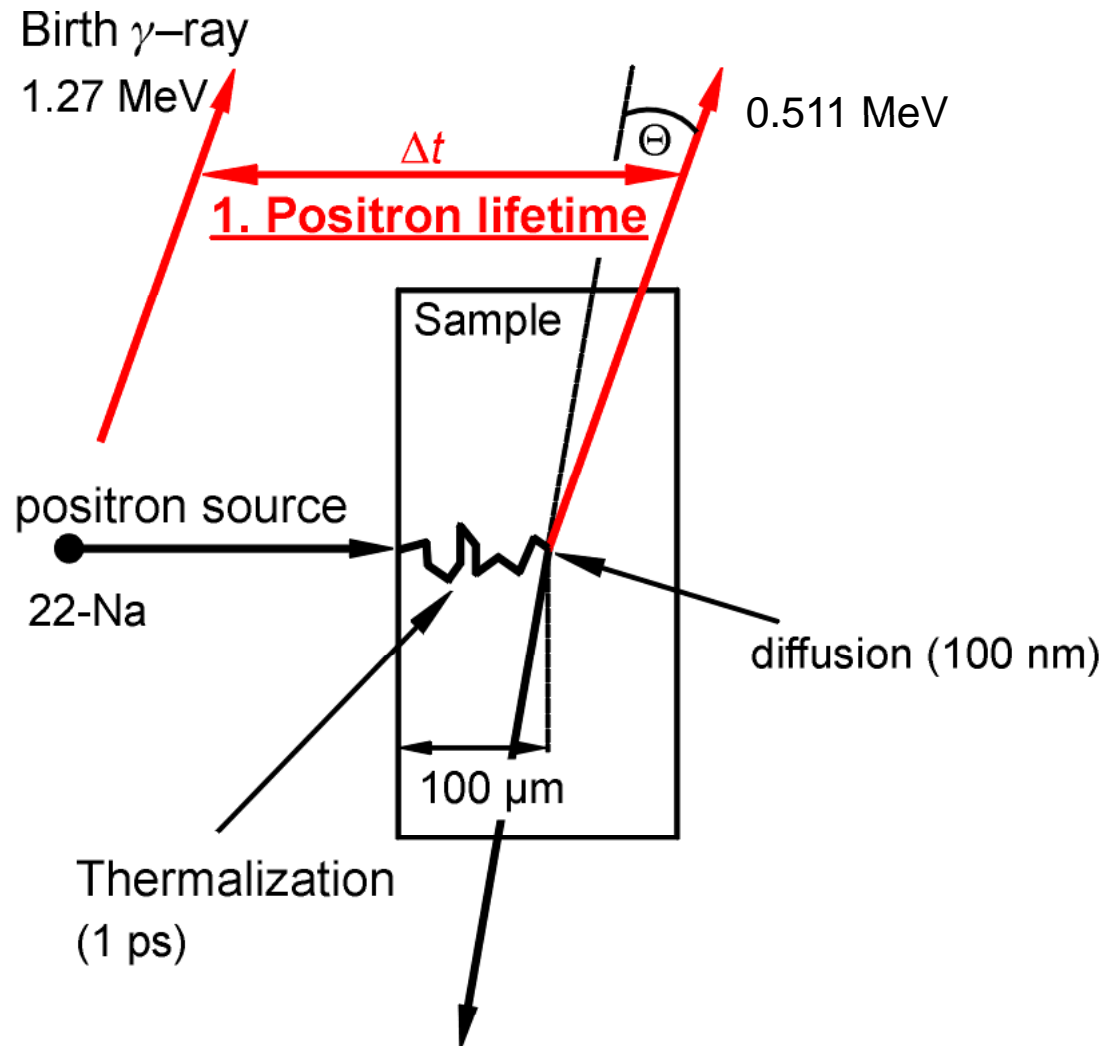 Birth γ–ray
1.27 MeV
0.511 MeV
Θ
Δt
1. Positron lifetime
Sample
positron source
22-Na
diffusion (100 nm)
100 µm
Thermalization
(1 ps)